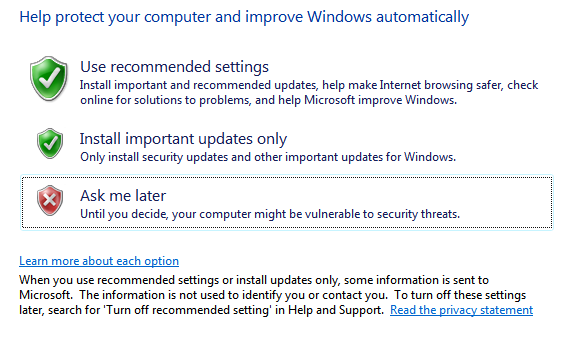 Help protect your computer and improve Windows automatically
Use recommended settings
Install important and recommended updates, help make Internet browsing safer, check
online for solutions to problems, and help Microsoft improve Windows.
Install important updates only
Only install security updates and other important updates for Windows.
Ask me later
Until you decide, your computer might be vulnerable to security threats.
Learn more about each option
When you use recommended settings or install updates only, some information is sent to
Microsoft. The information is not used to identify you or contact you. To turn off these settings
later, search for 'Turn off recommended setting' in Help and Support. Read the privacy statement